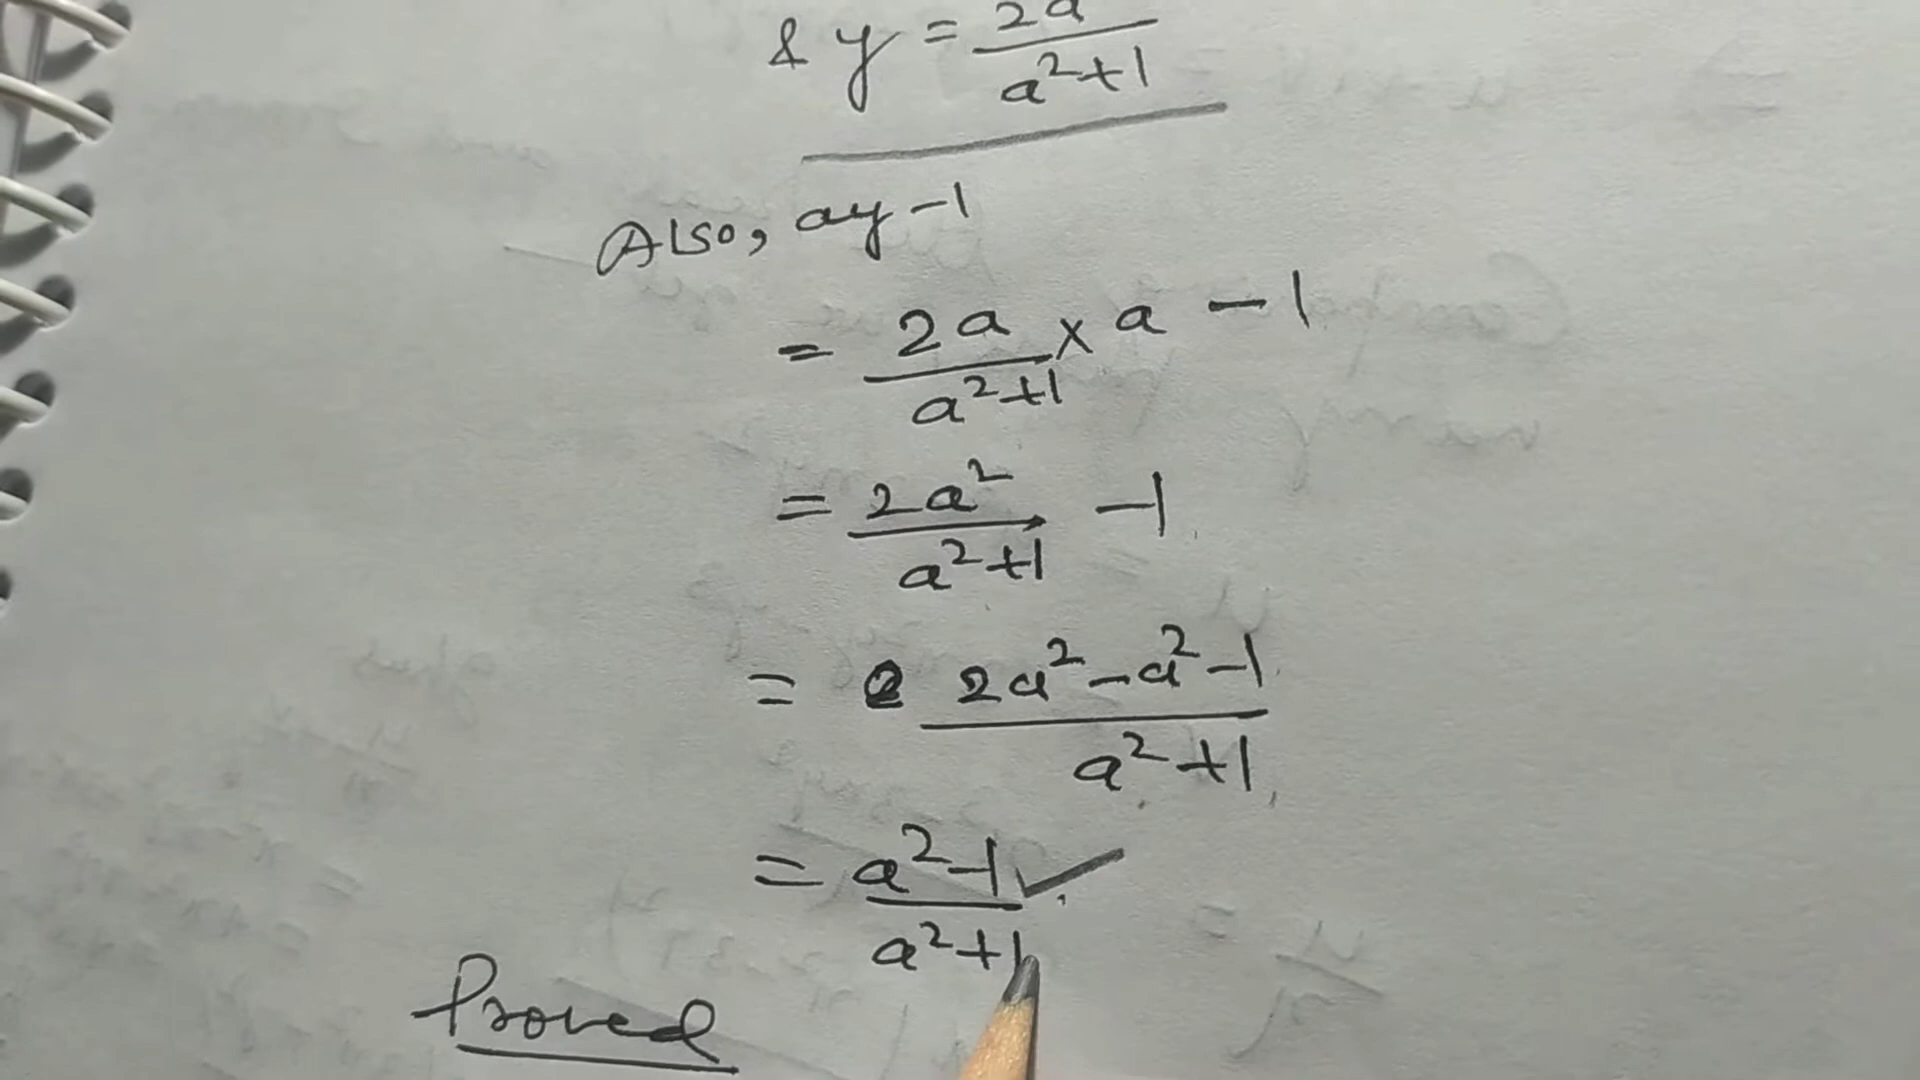 & y = 2a / a²+1
Also, ay -1
= 2a / a²+1 × a - 1
= 2a² / a²+1 -1
= 2a²-a²-1 / a²+1
= a²-1 / a²+1
Proved